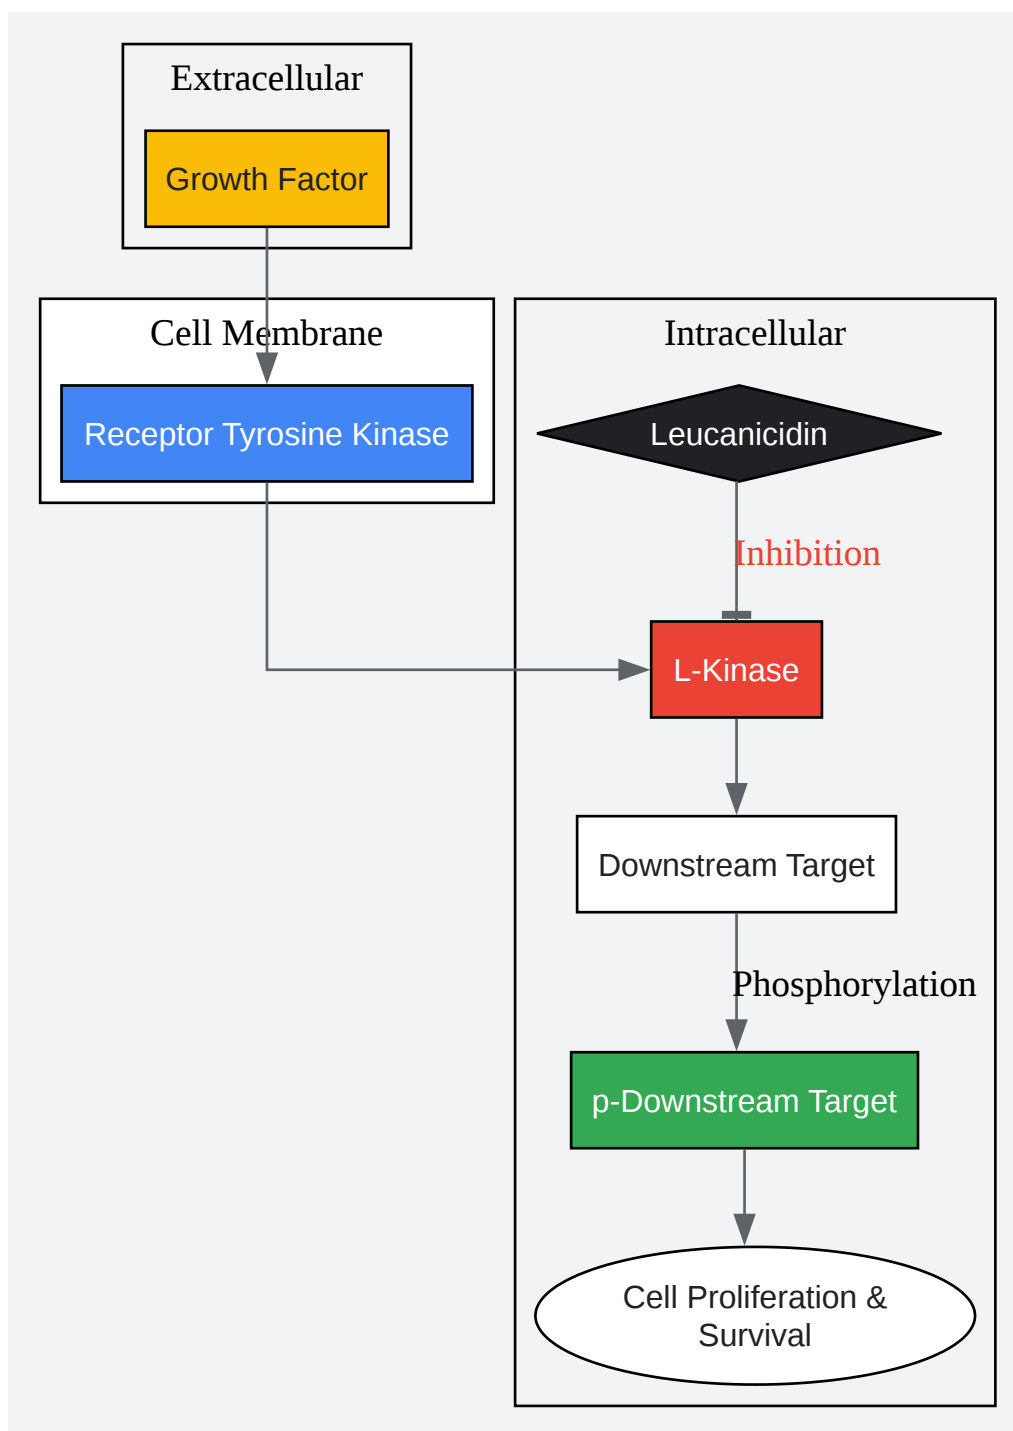 Extracellular
Growth Factor
Cell Membrane
Receptor Tyrosine Kinase
Intracellular
Leucanicidin
Inhibition
L-Kinase
Downstream Target
Phosphorylation
p-Downstream Target
Cell Proliferation &
Survival